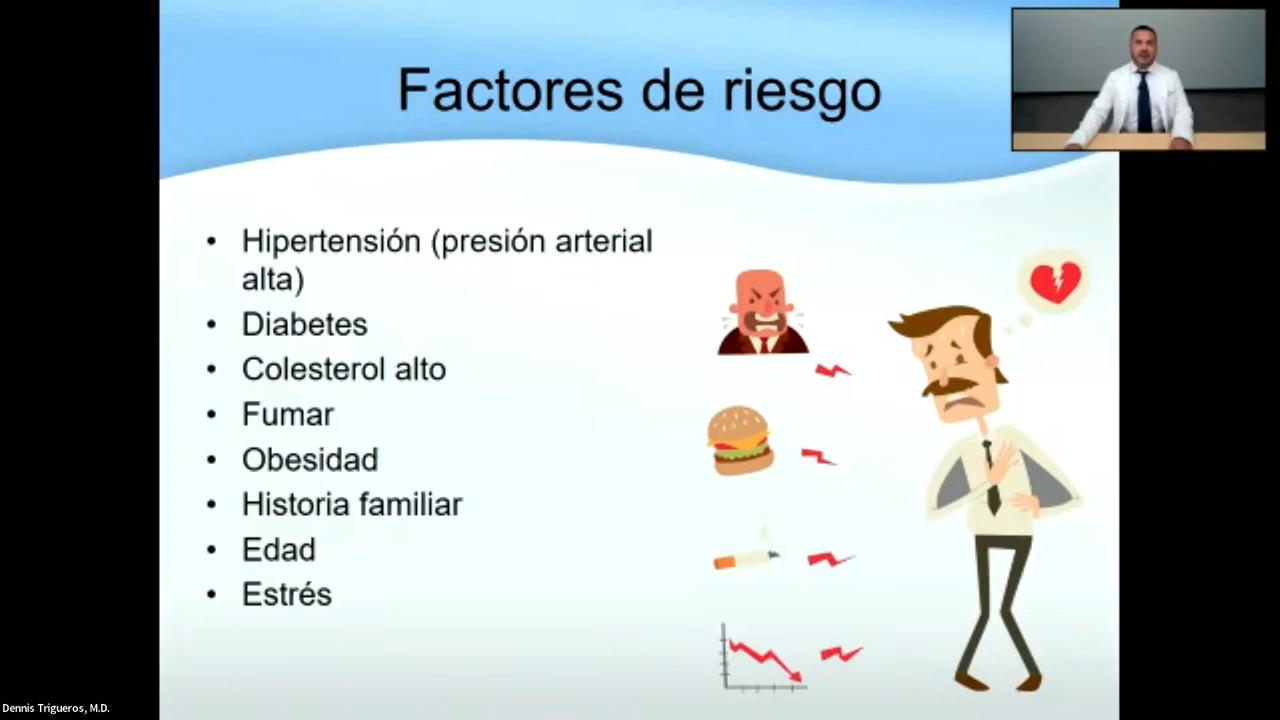 Factores de riesgo
• Hipertensión (presión arterial
alta)
• Diabetes
• Colesterol alto
• Fumar
• Obesidad
• Historia familiar
• Edad
• Estrés
Dennis Trigueros, M.D.